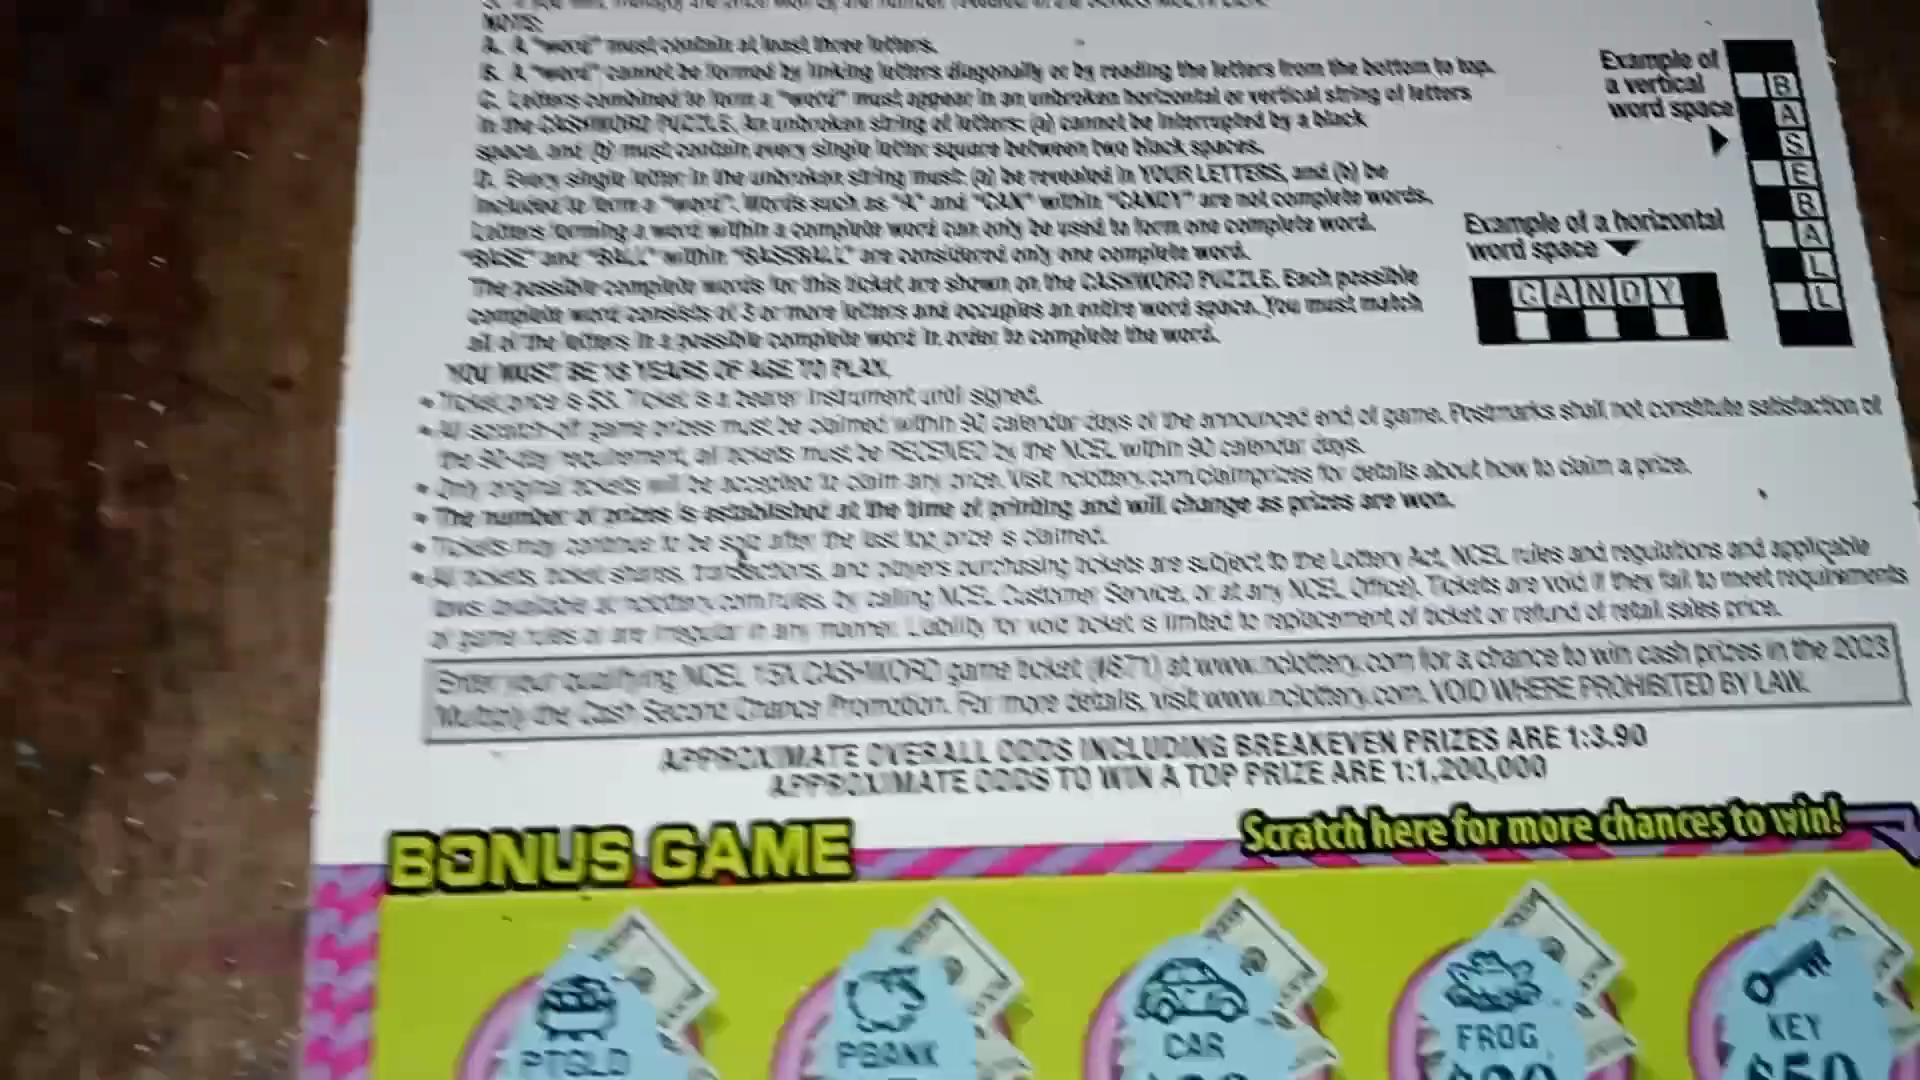 NOTE:
A. A "word" must contain at least three letters.
B. A "word" cannot be formed by linking letters diagonally or by reading the letters from the bottom to top.
C. Letters combined to form a "word" must appear in an unbroken horizontal or vertical string of letters
in the CASHWORD PUZZLE. An unbroken string of letters: (a) cannot be interrupted by a black
space, and (b) must contain every single letter square between two black spaces.
D. Every single letter in the unbroken string must: (a) be revealed in YOUR LETTERS, and (b) be
included to form a "word". Words such as "A" and "CAN" within "CANDY" are not complete words.
Letters forming a word within a complete word can only be used to form one complete word.
"BASE" and "BALL" within "BASEBALL" are considered only one complete word.
The possible complete words for this ticket are shown on the CASHWORD PUZZLE. Each possible
complete word consists of 3 or more letters and occupies an entire word space. You must match
all of the letters in a possible complete word in order to complete the word.
Example of
a vertical
word space
B
A
S
E
B
A
L
L
Example of a horizontal
word space
CANDY
YOU MUST BE 18 YEARS OF AGE TO PLAY.
• Ticket price is $3. Ticket is a bearer instrument until signed.
• All scratch-off game prizes must be claimed within 90 calendar days of the announced end of game. Postmarks shall not constitute satisfaction of
the 90-day requirement, all tickets must be RECEIVED by the NCEL within 90 calendar days.
• Only original tickets will be accepted to claim any prize. Visit nclottery.com/claimprizes for details about how to claim a prize.
• The number of prizes is established at the time of printing and will change as prizes are won.
• Tickets may continue to be sold after the last top prize is claimed.
• All tickets, ticket shares, transactions, and players purchasing tickets are subject to the Lottery Act, NCEL rules and regulations and applicable
laws (available at nclottery.com/rules, by calling NCEL Customer Service, or at any NCEL Office). Tickets are void if they fail to meet requirements
of game rules or are irregular in any manner. Liability for void ticket is limited to replacement of ticket or refund of retail sales price.
Enter your qualifying NCEL 15X CASHWORD game ticket (#871) at www.nclottery.com for a chance to win cash prizes in the 2023
Multiply the Cash Second Chance Promotion. For more details, visit www.nclottery.com. VOID WHERE PROHIBITED BY LAW.
APPROXIMATE OVERALL ODDS INCLUDING BREAKEVEN PRIZES ARE 1:3.90
APPROXIMATE ODDS TO WIN A TOP PRIZE ARE 1:1,200,000
BONUS GAME
Scratch here for more chances to win!
PTGLD
PBANK
CAR
FROG
KEY
$50